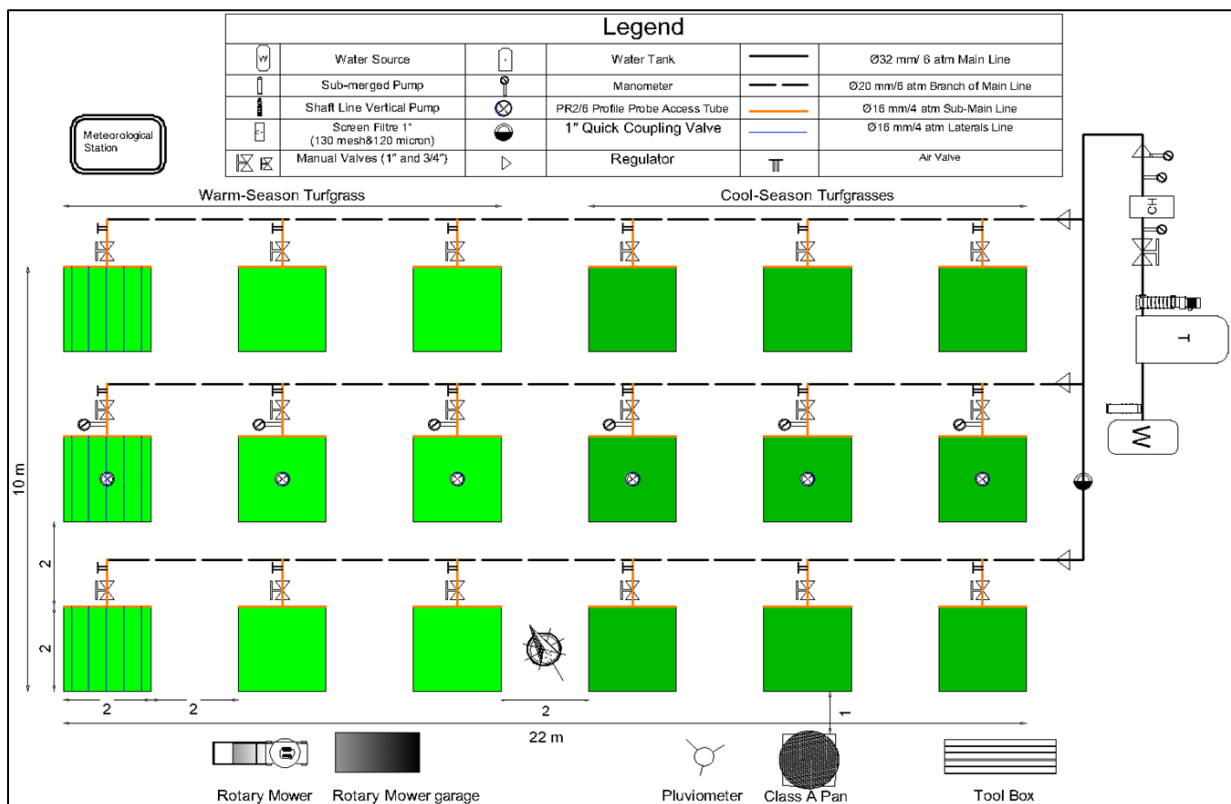 Legend
Water Source
Water Tank
Ø32 mm/ 6 atm Main Line
Sub-merged Pump
Manometer
Ø20 mm/6 atm Branch of Main Line
Shaft Line Vertical Pump
PR2/6 Profile Probe Access Tube
Ø16 mm/4 atm Sub-Main Line
Screen Filtre 1"
(130 mesh&120 micron)
1" Quick Coupling Valve
Ø16 mm/4 atm Laterals Line
Manual Valves (1" and 3/4")
Regulator
Air Valve
W
Meteorological
Station
Warm-Season Turfgrass
Cool-Season Turfgrasses
CH
T
W
10 m
2
2
2
2
2
1
22 m
Rotary Mower
Rotary Mower garage
Pluviometer
Class A Pan
Tool Box